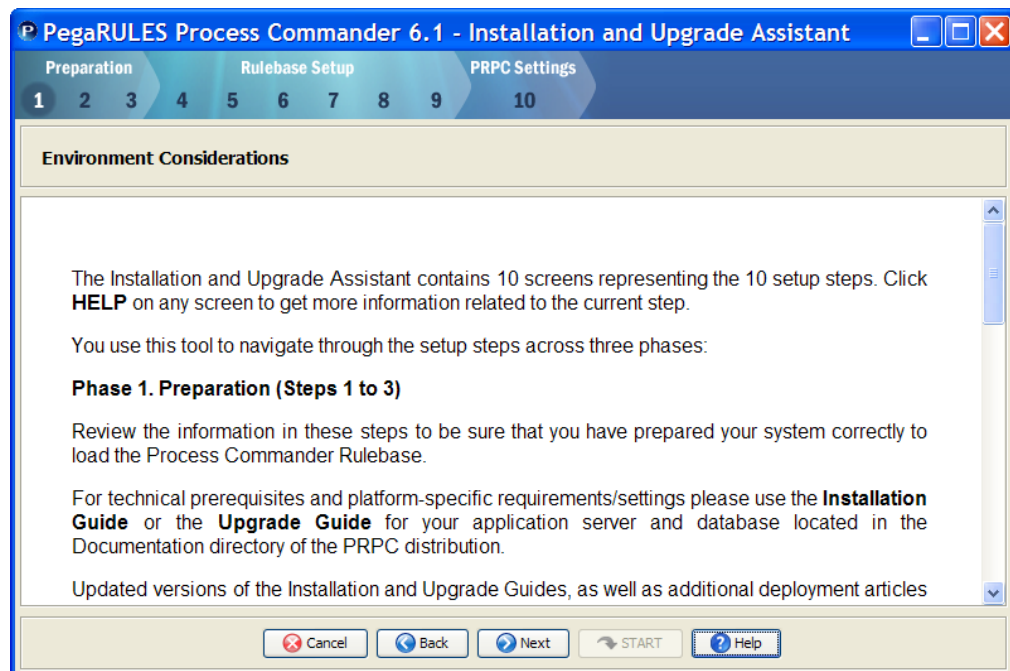 PegaRULES Process Commander 6.1 - Installation and Upgrade Assistant
Preparation Rulebase Setup PRPC Settings
1 2 3 4 5 6 7 8 9 10
Environment Considerations
The Installation and Upgrade Assistant contains 10 screens representing the 10 setup steps. Click
HELP on any screen to get more information related to the current step.
You use this tool to navigate through the setup steps across three phases:
Phase 1. Preparation (Steps 1 to 3)
Review the information in these steps to be sure that you have prepared your system correctly to
load the Process Commander Rulebase.
For technical prerequisites and platform-specific requirements/settings please use the Installation
Guide or the Upgrade Guide for your application server and database located in the
Documentation directory of the PRPC distribution.
Updated versions of the Installation and Upgrade Guides, as well as additional deployment articles
Cancel Back Next START Help